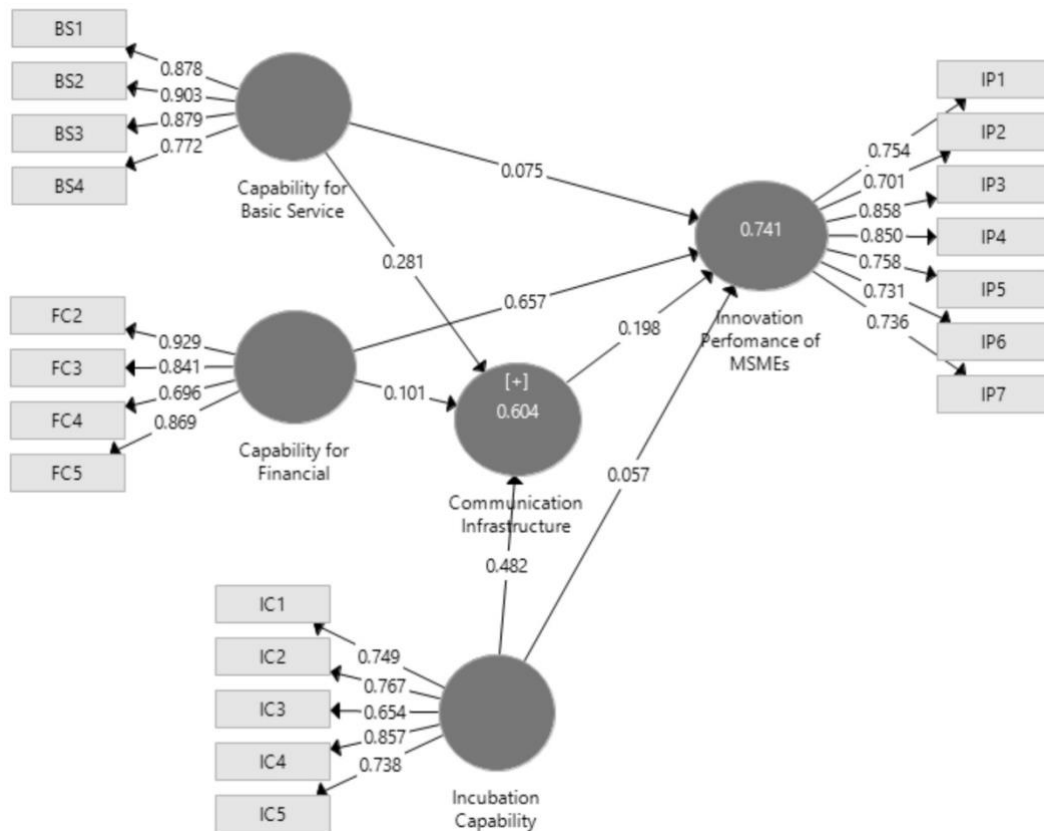 BS1
BS2
BS3
BS4
0.878
0.903
0.879
0.772
Capability for
Basic Service
0.075
0.281
FC2
FC3
FC4
FC5
0.929
0.841
0.696
0.869
Capability for
Financial
0.657
0.101
[+]
0.604
Communication
Infrastructure
0.198
0.057
0.482
IC1
IC2
IC3
IC4
IC5
0.749
0.767
0.654
0.857
0.738
Incubation
Capability
0.741
Innovation
Perfomance of
MSMEs
0.754
0.701
0.858
0.850
0.758
0.731
0.736
IP1
IP2
IP3
IP4
IP5
IP6
IP7